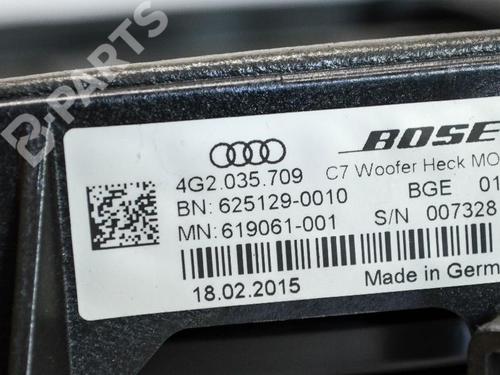 B-PARTS
BOSE
C7 Woofer Heck MO
4G2.035.709
BGE 01
BN: 625129-0010
S/N 007328
MN: 619061-001
18.02.2015
Made in Germ